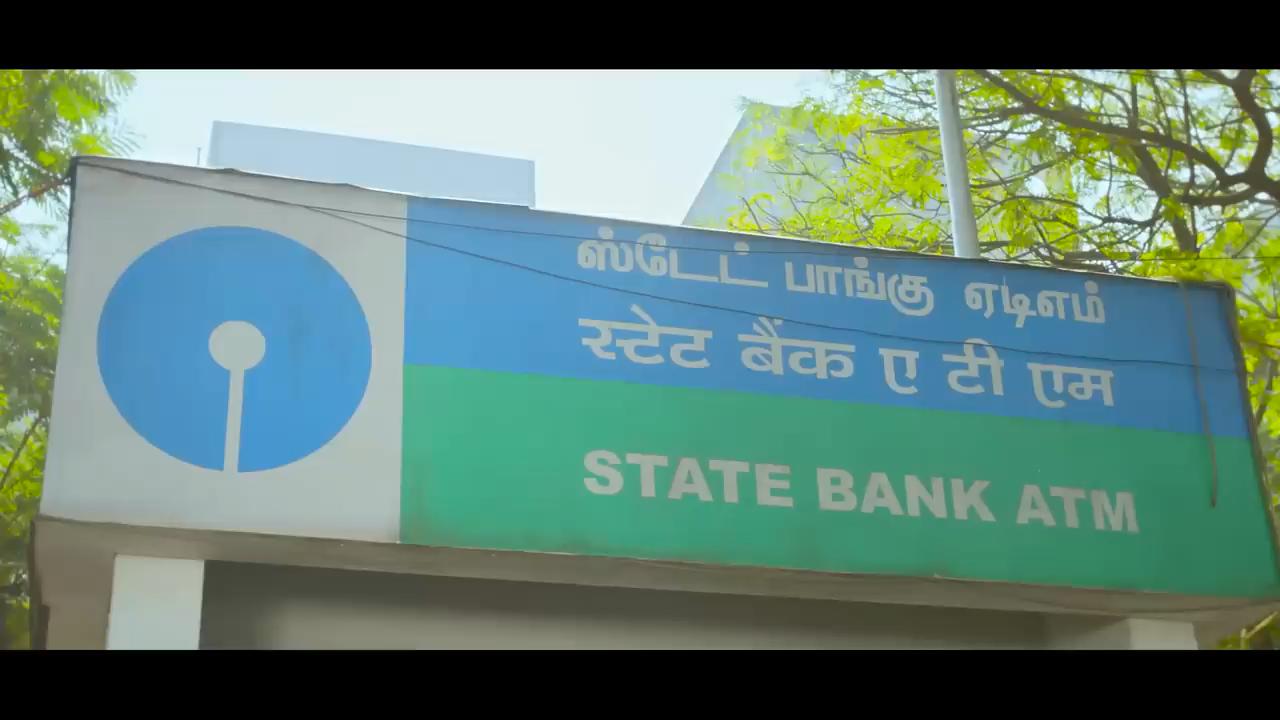 ஸ்டேட் பாங்கு ஏடிஎம்
स्टेट बैंक ए टी एम
STATE BANK ATM